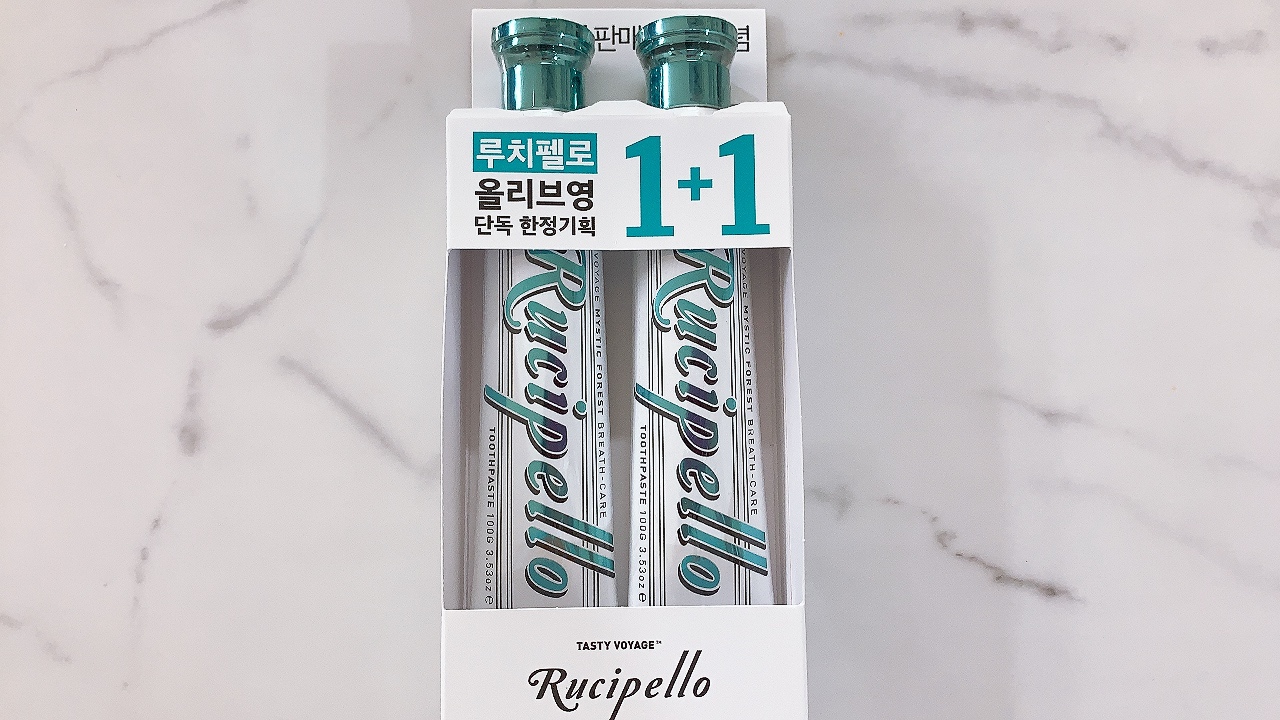 판매
루치펠로
올리브영
단독 한정기획
1+1
Rucipello
VOYAGE MYSTIC FOREST BREATH-CARE
TOOTHPASTE 100G 3.53oz e
Rucipello
VOYAGE MYSTIC FOREST BREATH-CARE
TOOTHPASTE 100G 3.53oz e
TASTY VOYAGE™
Rucipello